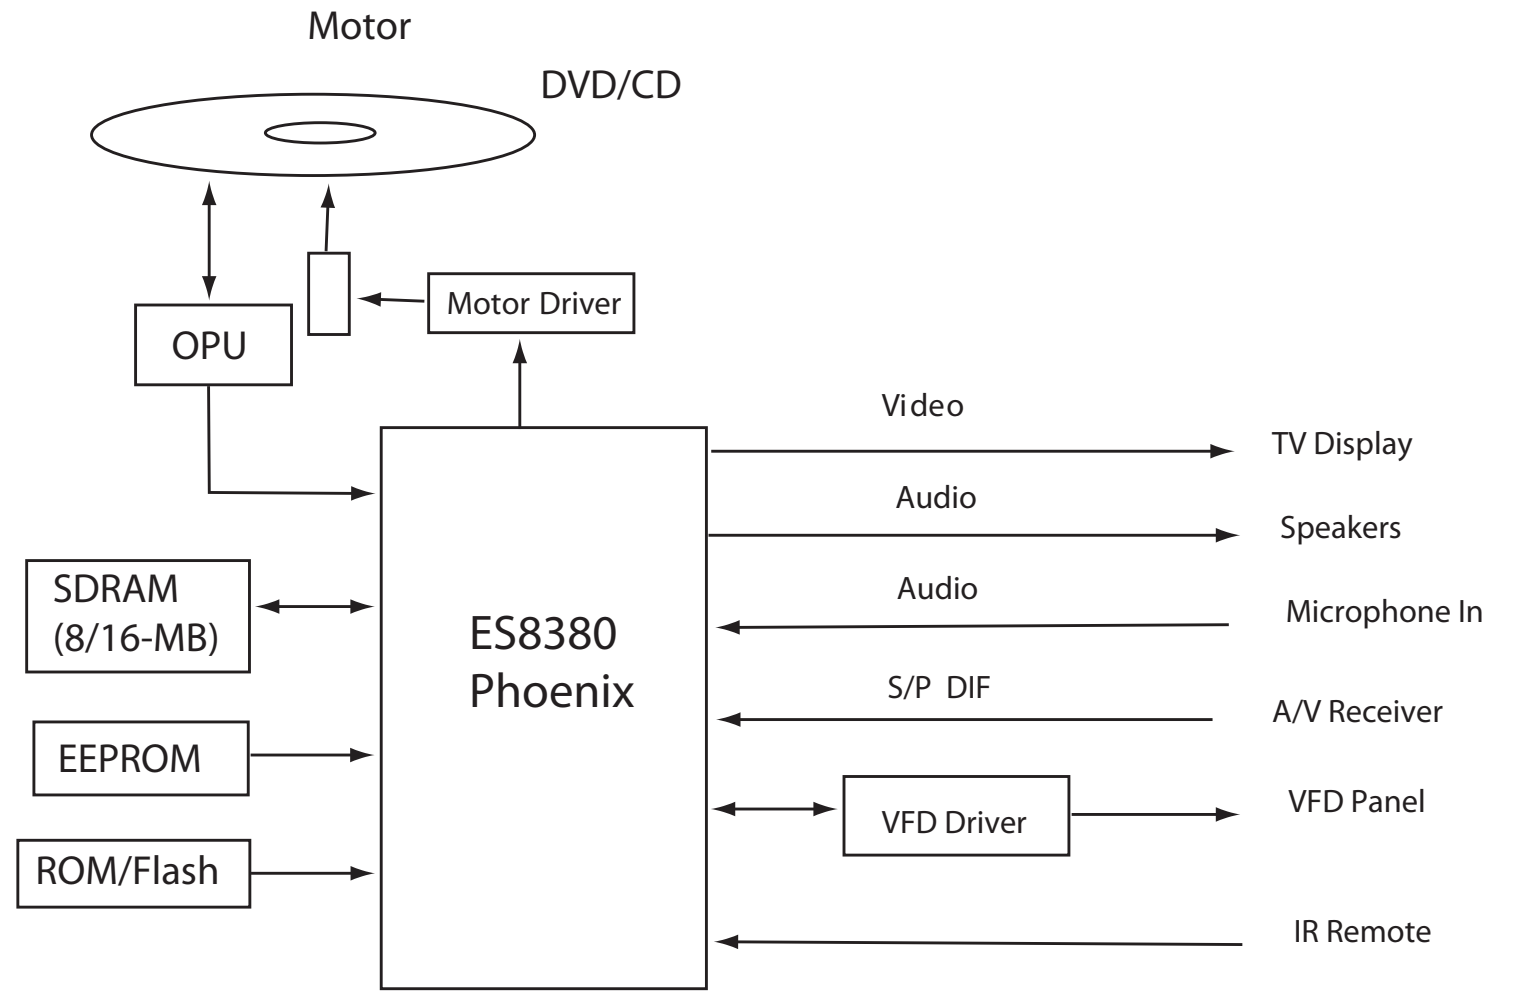 Motor
DVD/CD
Motor Driver
OPU
Video
TV Display
Audio
Speakers
SDRAM
(8/16-MB)
Audio
Microphone In
ES8380
Phoenix
S/P DIF
A/V Receiver
EEPROM
VFD Driver
VFD Panel
ROM/Flash
IR Remote